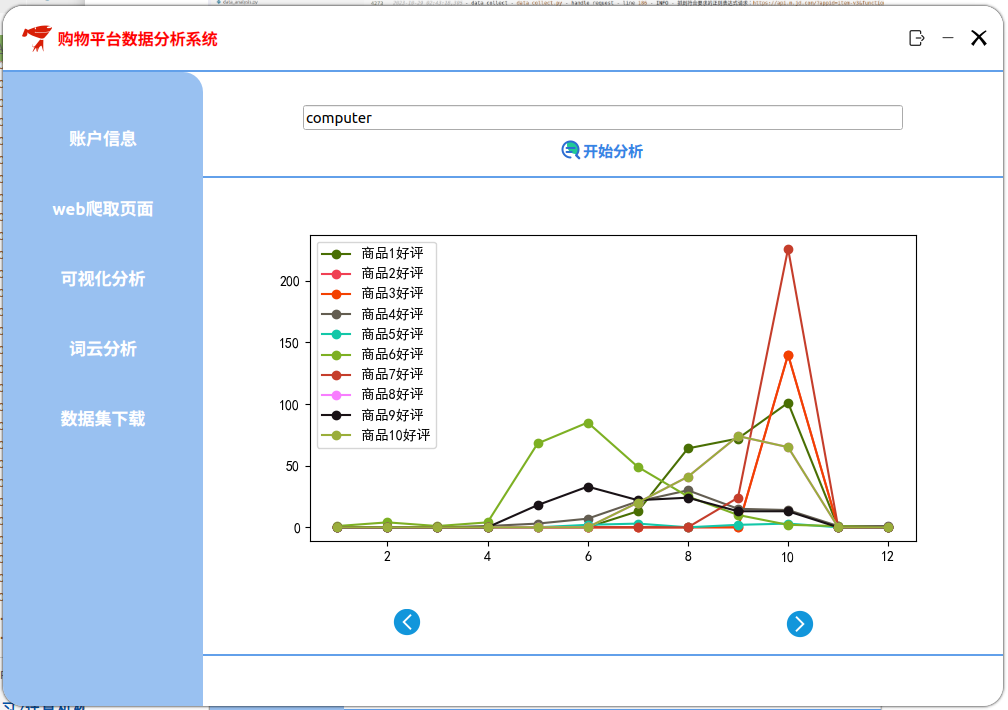 购物平台数据分析系统
账户信息
web爬取页面
可视化分析
词云分析
数据集下载
computer
开始分析
商品1好评
商品2好评
商品3好评
商品4好评
商品5好评
商品6好评
商品7好评
商品8好评
商品9好评
商品10好评
200
150
100
50
0
2 4 6 8 10 12